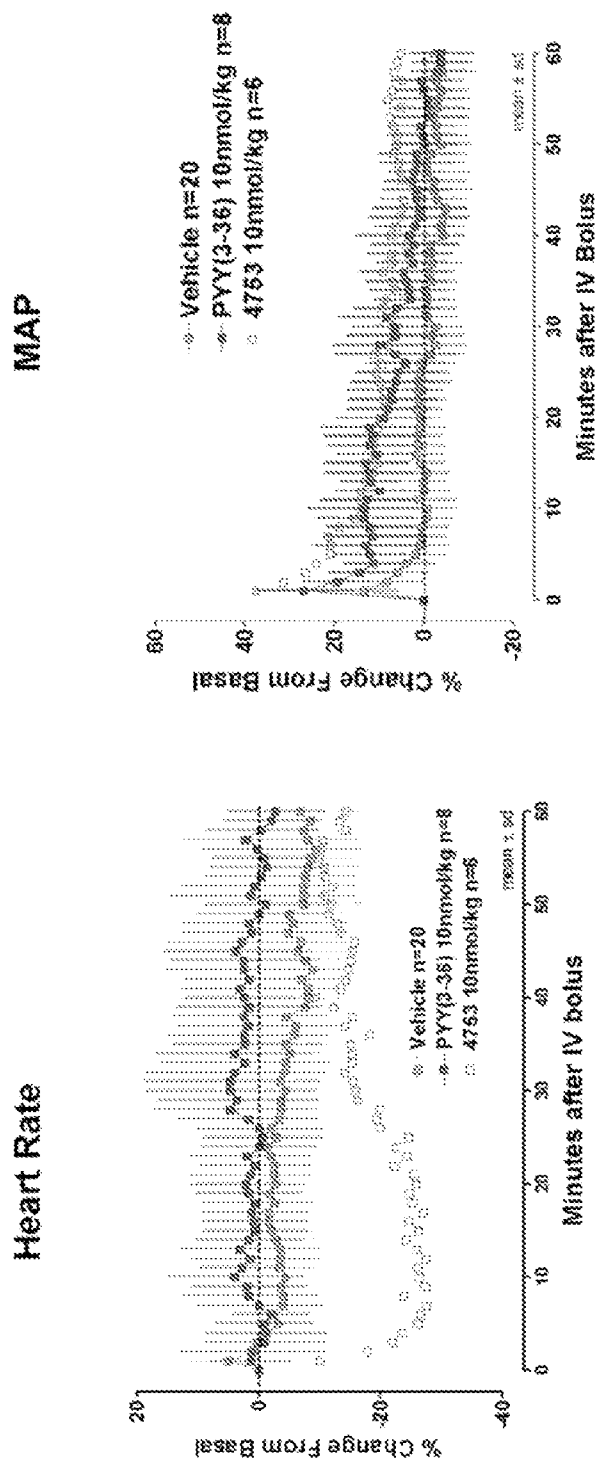 Heart Rate
% Change From Basal
20
0
-20
-40
0
10
20
30
40
50
60
Minutes after IV bolus
Vehicle n=20
PYY(3-36) 10nmol/kg n=8
4753 10nmol/kg n=6
mean ± sd
MAP
% Change From Basal
60
40
20
0
-20
0
10
20
30
40
50
60
Minutes after IV Bolus
Vehicle n=20
PYY(3-36) 10nmol/kg n=8
4753 10nmol/kg n=6
mean ± sd